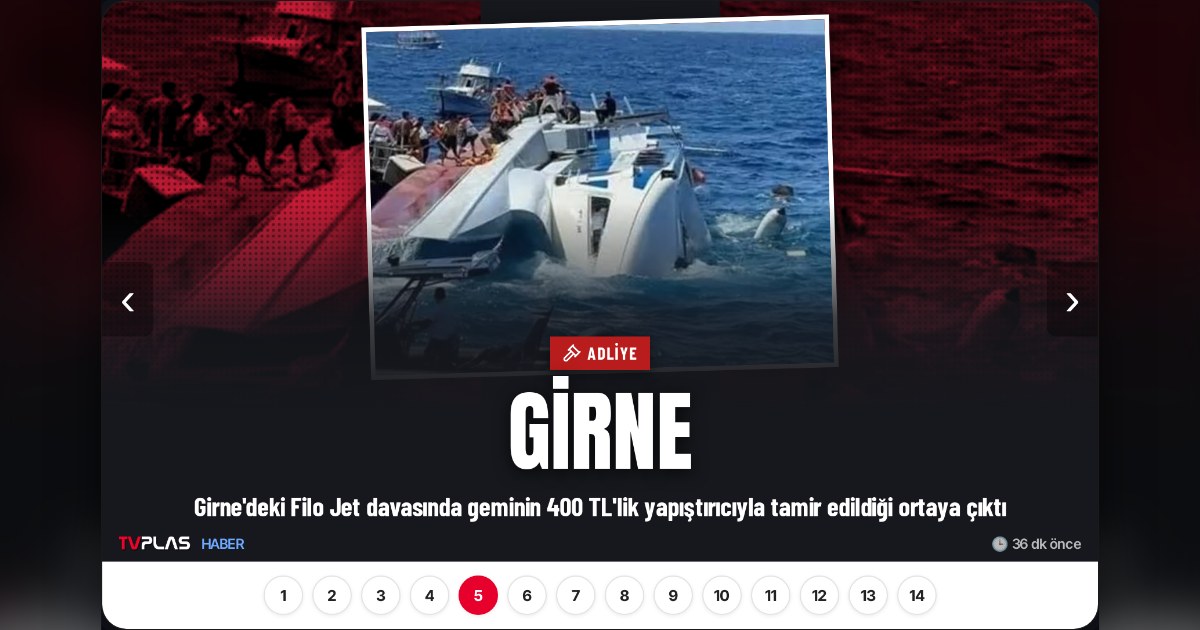 ADLİYE
GİRNE
Girne'deki Filo Jet davasında geminin 400 TL'lik yapıştırıcıyla tamir edildiği ortaya çıktı
TVPLAS HABER
36 dk önce
1 2 3 4 5 6 7 8 9 10 11 12 13 14